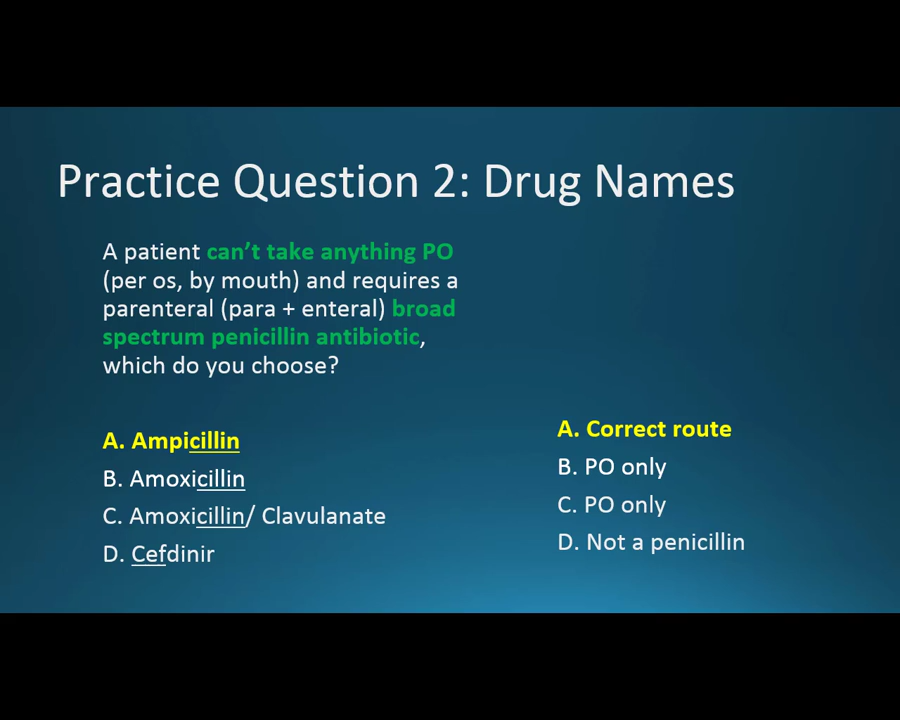 Practice Question 2: Drug Names
A patient can't take anything PO
(per os, by mouth) and requires a
parenteral (para + enteral) broad
spectrum penicillin antibiotic,
which do you choose?
A. Ampicillin
B. Amoxicillin
C. Amoxicillin/ Clavulanate
D. Cefdinir
A. Correct route
B. PO only
C. PO only
D. Not a penicillin